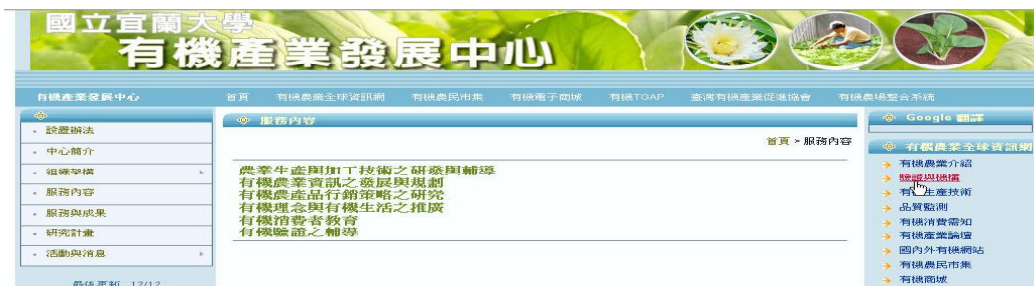 國立宜蘭大學
有機產業發展中心
有機產業發展中心
首頁 有機農業全球資訊網 有機農民市集 有機電子商城 有機TGAP 臺灣有機產業促進協會 有機農場整合系統
設置辦法
中心簡介
組織架構
服務內容
服務與成果
研究計畫
活動與消息
最後更新 12/12
服務內容
首頁 > 服務內容
農業生產與加工技術之研發與輔導
有機農業資訊之發展與規劃
有機農產品行銷策略之研究
有機理念與有機生活之推廣
有機消費者教育
有機驗證之輔導
Google 翻譯
有機農業全球資訊網
有機農業介紹
驗證與機構
有機生產技術
品質監測
有機消費需知
有機產業論壇
國內外有機網站
有機農民市集
有機商城